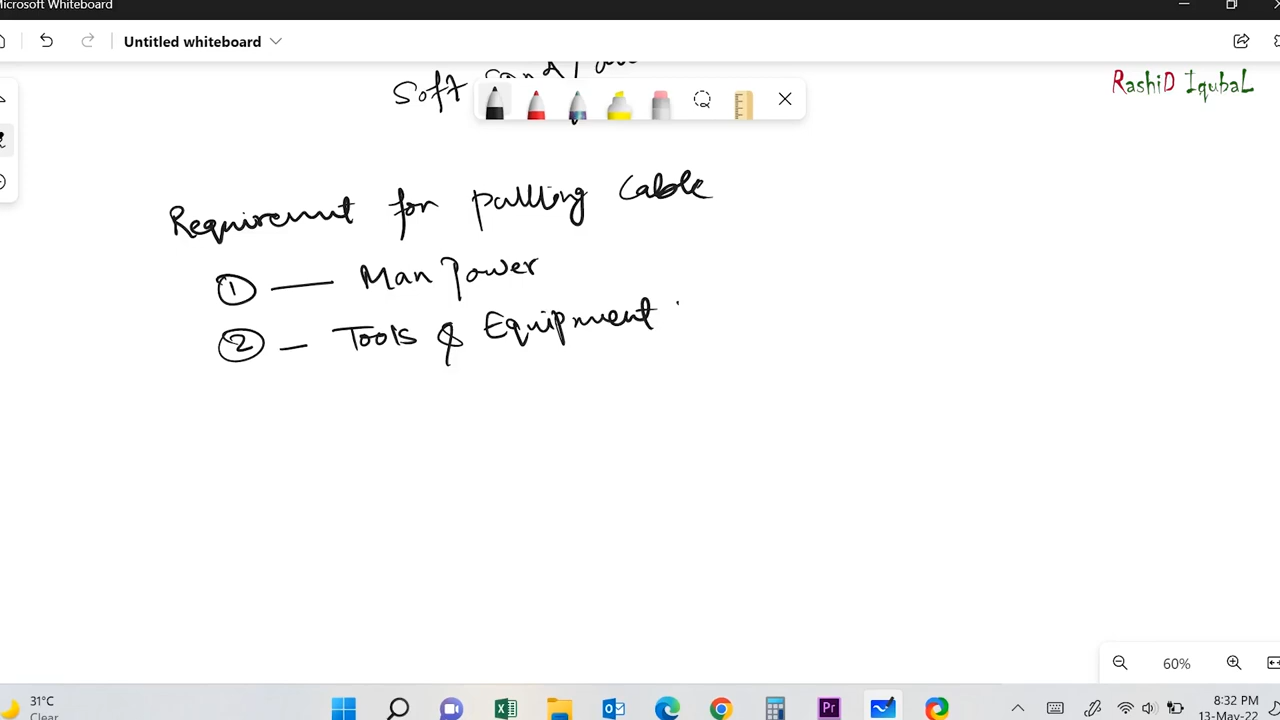 Microsoft Whiteboard
Untitled whiteboard
RashiD IqubaL
Soft
Requirement for pulling Cable
① — Man Power
② — Tools & Equipment
60%
31°C
Clear
8:32 PM
13-May-22